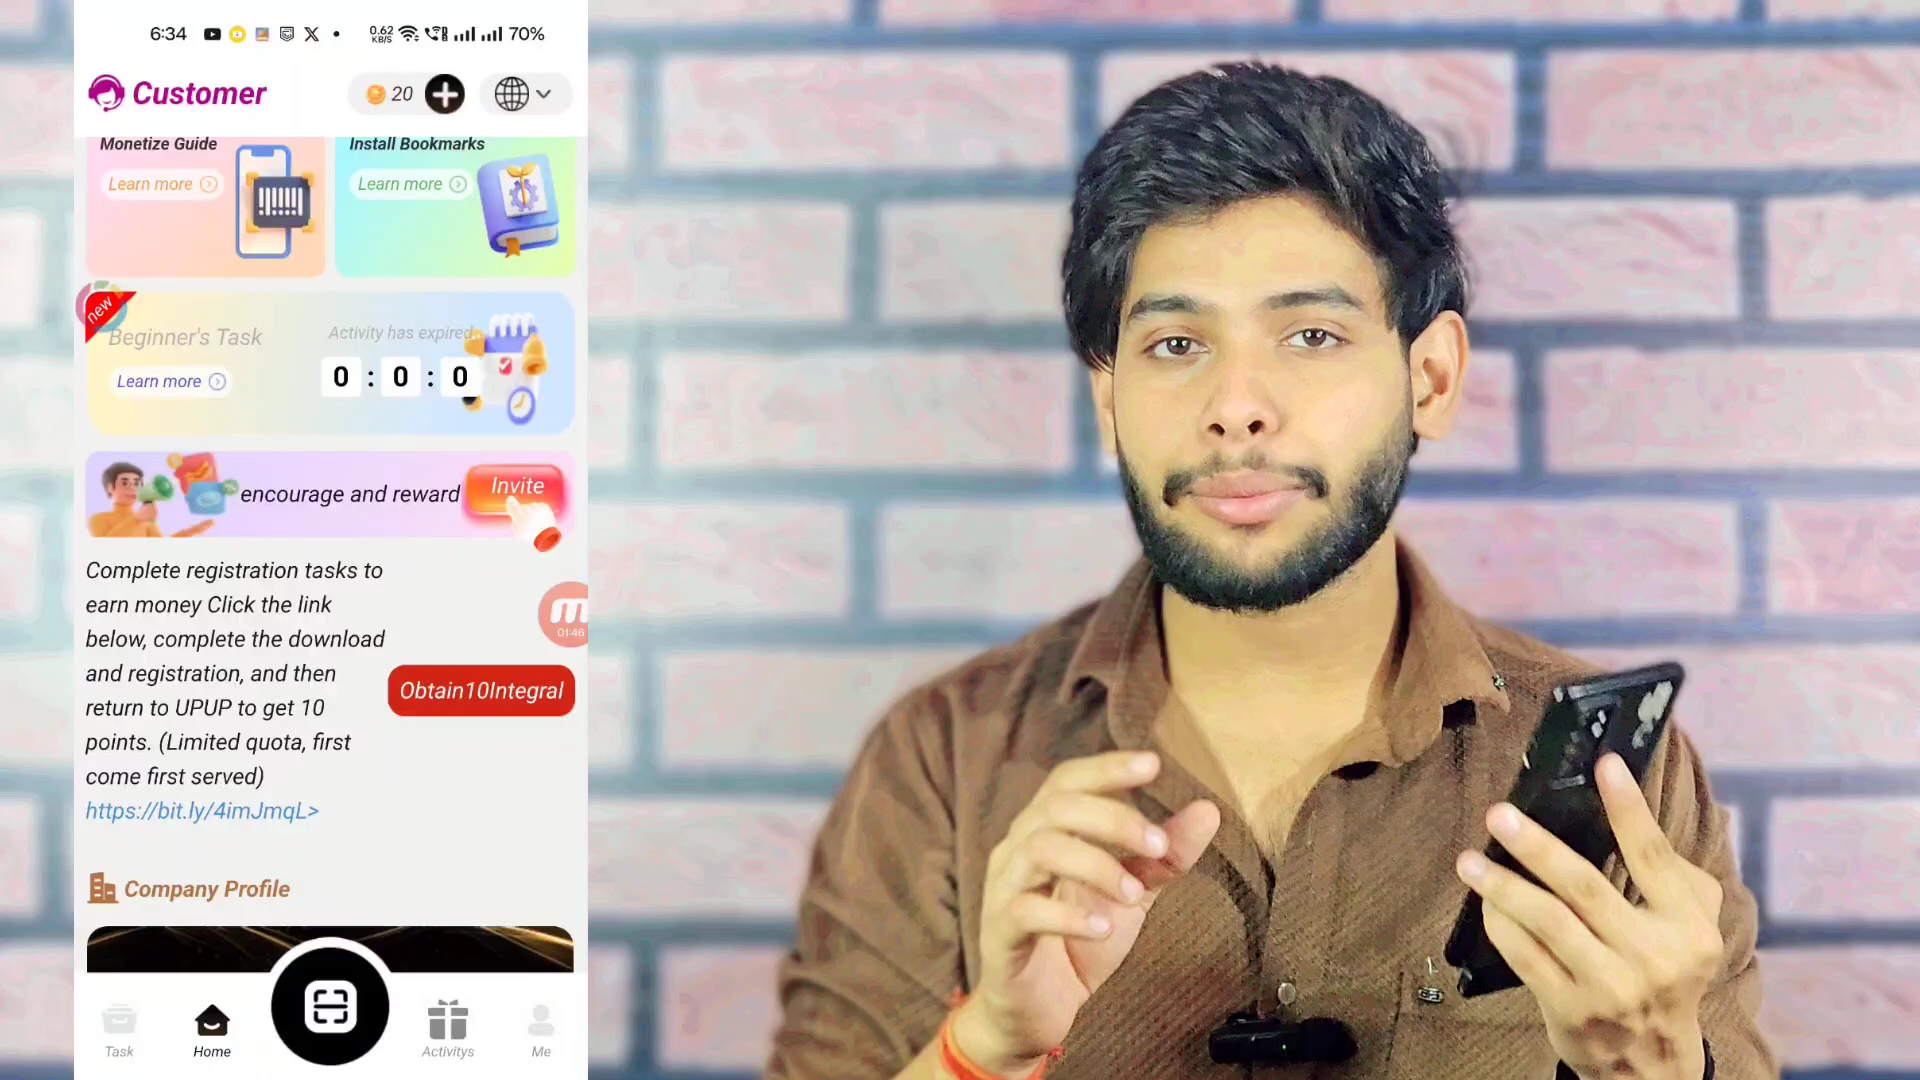 6:34
0.62
KB/S
70%
Customer
20
Monetize Guide
Install Bookmarks
Learn more
Learn more
new
Beginner's Task
Activity has expired
Learn more
0 : 0 : 0
encourage and reward
Invite
Complete registration tasks to
earn money Click the link
below, complete the download
and registration, and then
return to UPUP to get 10
points. (Limited quota, first
come first served)
https://bit.ly/4imJmqL>
01:46
Obtain10Integral
Company Profile
Task
Home
Activitys
Me